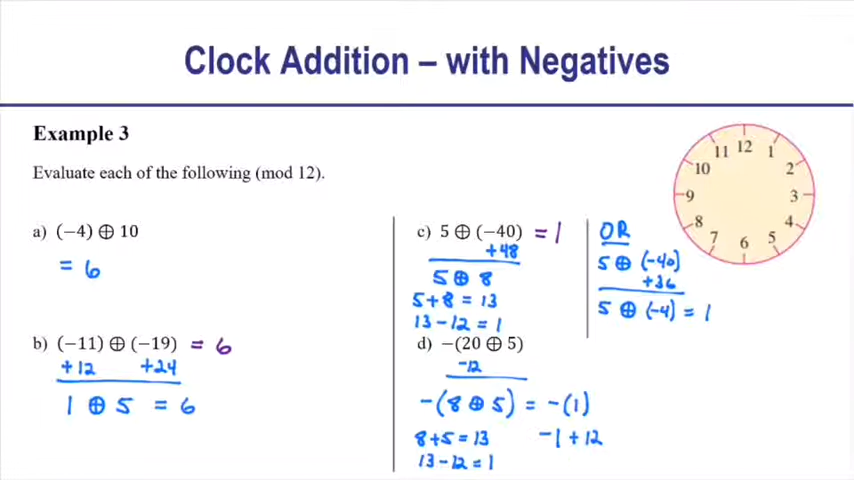 Clock Addition – with Negatives
Example 3
Evaluate each of the following (mod 12).
a) (−4) ⊕ 10
= 6
b) (−11) ⊕ (−19) = 6
+12 +24
1 ⊕ 5 = 6
c) 5 ⊕ (−40) = 1
+48
5 ⊕ 8
5 + 8 = 13
13 − 12 = 1
d) −(20 ⊕ 5)
−12
−(8 ⊕ 5) = −(1)
8 + 5 = 13 −1 + 12
13 − 12 = 1
OR
5 ⊕ (−40)
+36
5 ⊕ (−4) = 1
12
1
2
3
4
5
6
7
8
9
10
11